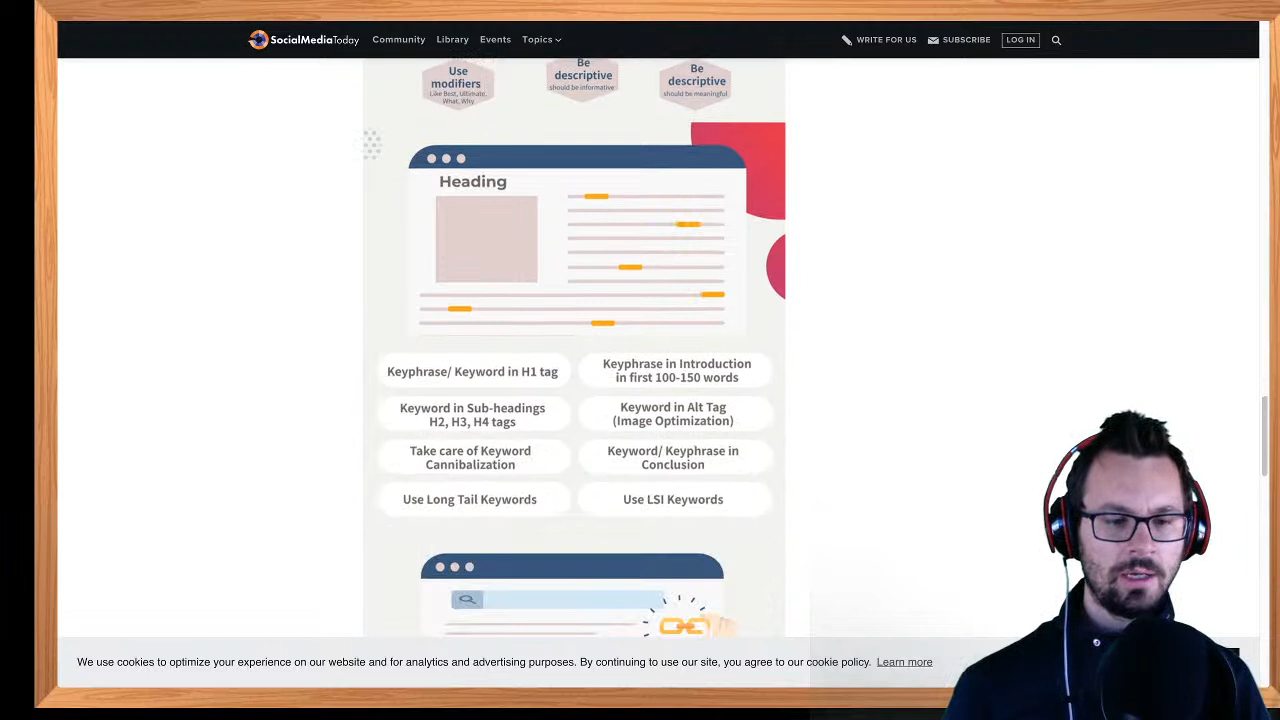 SocialMediaToday Community Library Events Topics WRITE FOR US SUBSCRIBE LOG IN
Use modifiers
Like Best, Ultimate,
What, Why
Be
descriptive
should be informative
Be
descriptive
should be meaningful
Heading
Keyphrase/ Keyword in H1 tag
Keyphrase in Introduction
in first 100-150 words
Keyword in Sub-headings
H2, H3, H4 tags
Keyword in Alt Tag
(Image Optimization)
Take care of Keyword
Cannibalization
Keyword/ Keyphrase in
Conclusion
Use Long Tail Keywords
Use LSI Keywords
We use cookies to optimize your experience on our website and for analytics and advertising purposes. By continuing to use our site, you agree to our cookie policy. Learn more